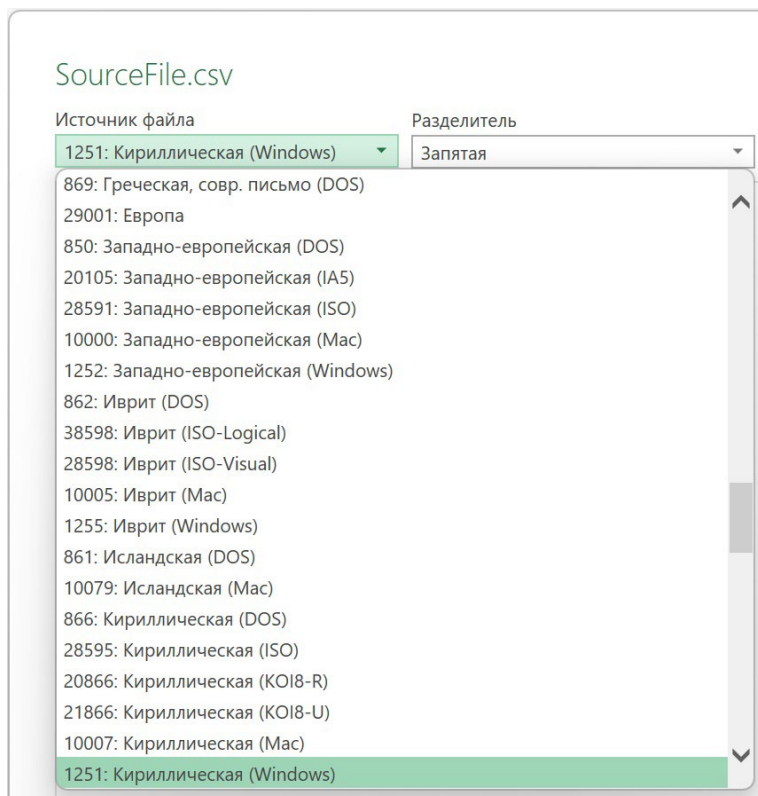 SourceFile.csv
Источник файла
Разделитель
1251: Кириллическая (Windows)
Запятая
869: Греческая, совр. письмо (DOS)
29001: Европа
850: Западно-европейская (DOS)
20105: Западно-европейская (IA5)
28591: Западно-европейская (ISO)
10000: Западно-европейская (Mac)
1252: Западно-европейская (Windows)
862: Иврит (DOS)
38598: Иврит (ISO-Logical)
28598: Иврит (ISO-Visual)
10005: Иврит (Mac)
1255: Иврит (Windows)
861: Исландская (DOS)
10079: Исландская (Mac)
866: Кириллическая (DOS)
28595: Кириллическая (ISO)
20866: Кириллическая (KOI8-R)
21866: Кириллическая (KOI8-U)
10007: Кириллическая (Mac)
1251: Кириллическая (Windows)